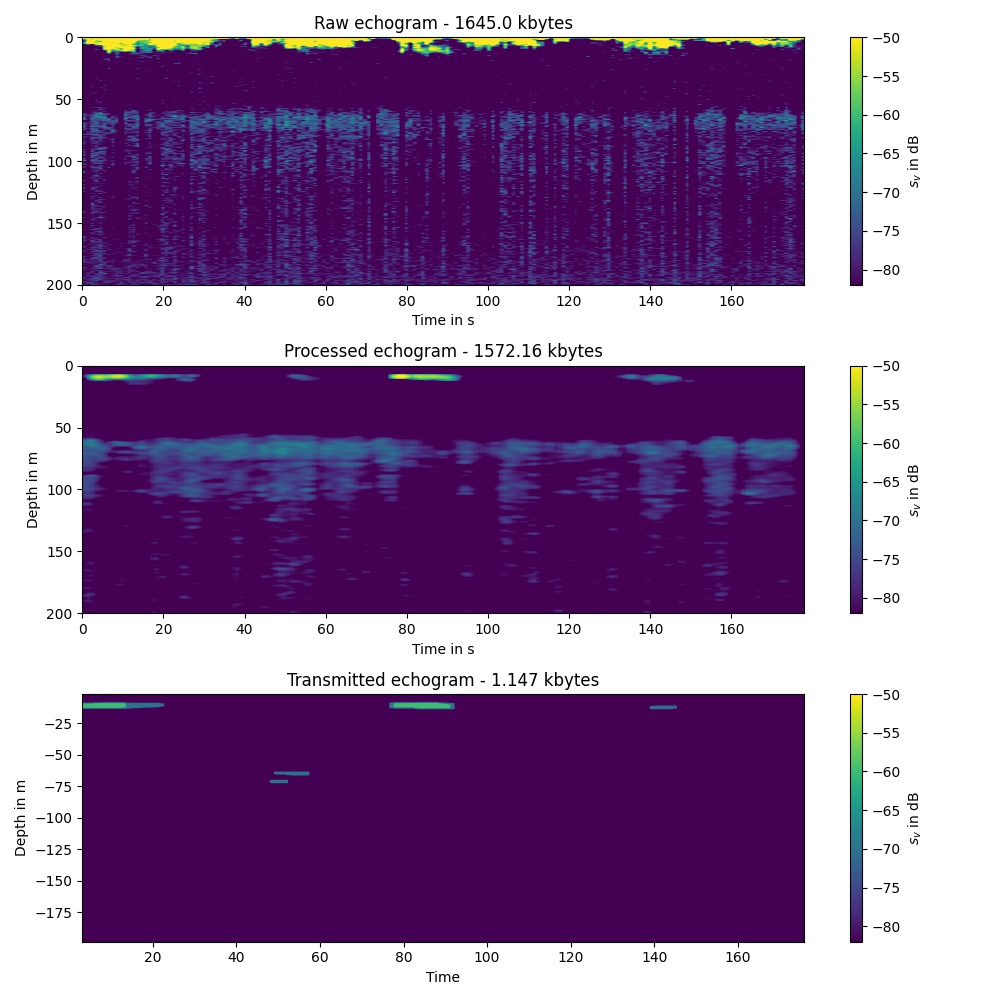 Raw echogram - 1645.0 kbytes
0
50
100
150
200
Depth in m
0 20 40 60 80 100 120 140 160
Time in s
−50
−55
−60
−65
−70
−75
−80
s_v in dB
Processed echogram - 1572.16 kbytes
0
50
100
150
200
Depth in m
0 20 40 60 80 100 120 140 160
Time in s
−50
−55
−60
−65
−70
−75
−80
s_v in dB
Transmitted echogram - 1.147 kbytes
−25
−50
−75
−100
−125
−150
−175
Depth in m
20 40 60 80 100 120 140 160
Time
−50
−55
−60
−65
−70
−75
−80
s_v in dB